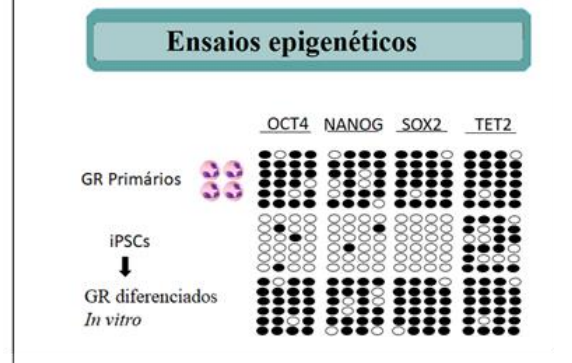 Ensaios epigenéticos
OCT4 NANOG SOX2 TET2
GR Primários
iPSCs
GR diferenciados
In vitro